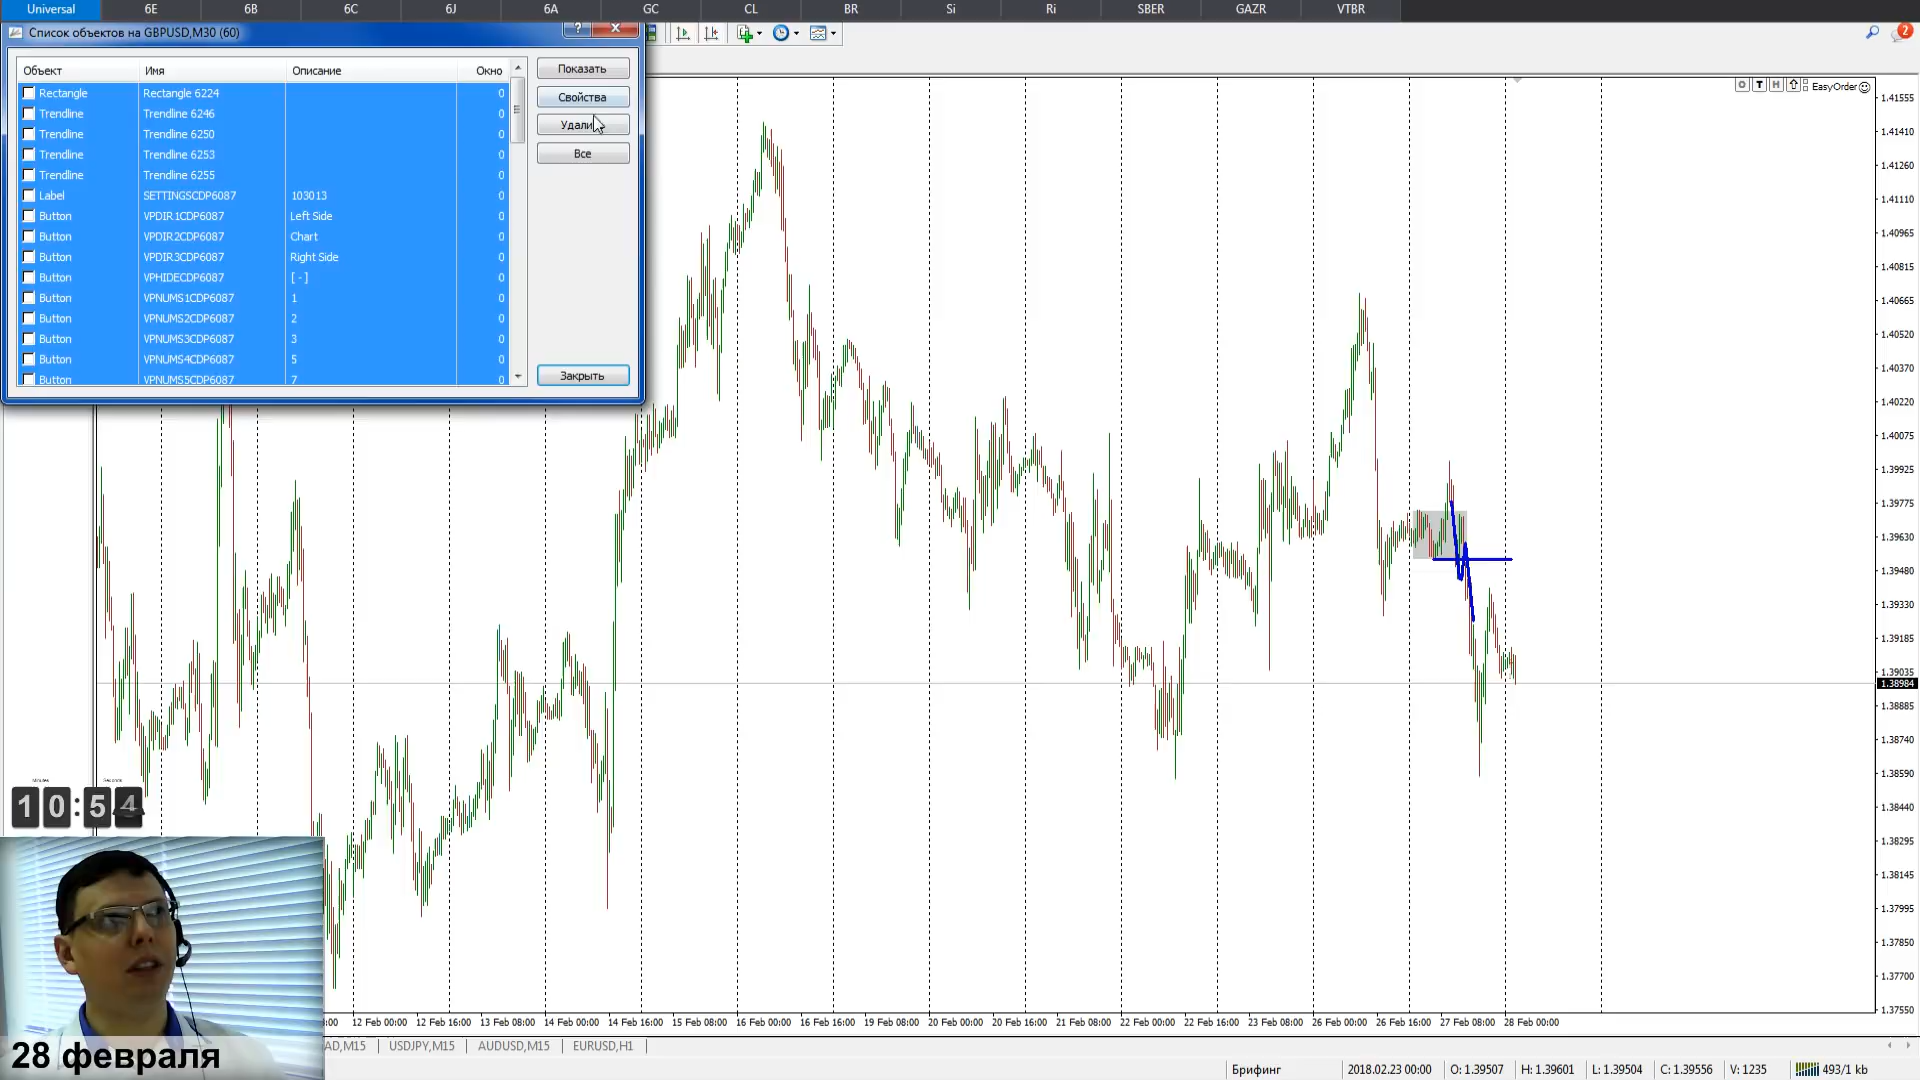 Universal 6E 6B 6C 6J 6A GC CL BR Si Ri SBER GAZR VTBR
Список объектов на GBPUSD,M30 (60)
2
Объект Имя Описание Окно
Rectangle Rectangle 6224 0
Trendline Trendline 6246 0
Trendline Trendline 6250 0
Trendline Trendline 6253 0
Trendline Trendline 6255 0
Label SETTINGSCDP6087 103013 0
Button VPDIR1CDP6087 Left Side 0
Button VPDIR2CDP6087 Chart 0
Button VPDIR3CDP6087 Right Side 0
Button VPHIDECDP6087 [ - ] 0
Button VPNUMS1CDP6087 1 0
Button VPNUMS2CDP6087 2 0
Button VPNUMS3CDP6087 3 0
Button VPNUMS4CDP6087 5 0
Button VPNUMS5CDP6087 7 0
Показать
Свойства
Все
Закрыть
O T H EasyOrder
1.41555
1.41410
1.41260
1.41110
1.40965
1.40815
1.40665
1.40520
1.40370
1.40220
1.40075
1.39925
1.39775
1.39630
1.39480
1.39330
1.39185
1.39035
1.38984
1.38885
1.38740
1.38590
1.38440
1.38295
1.38145
1.37995
1.37850
1.37700
1.37550
Minutes Seconds
10:54
12 Feb 00:00 12 Feb 16:00 13 Feb 08:00 14 Feb 00:00 14 Feb 16:00 15 Feb 08:00 16 Feb 00:00 16 Feb 16:00 19 Feb 08:00 20 Feb 00:00 20 Feb 16:00 21 Feb 08:00 22 Feb 00:00 22 Feb 16:00 23 Feb 08:00 26 Feb 00:00 26 Feb 16:00 27 Feb 08:00 28 Feb 00:00
AD,M15 USDJPY,M15 AUDUSD,M15 EURUSD,H1
28 февраля
Брифинг 2018.02.23 00:00 O: 1.39507 H: 1.39601 L: 1.39504 C: 1.39556 V: 1235 493/1 kb